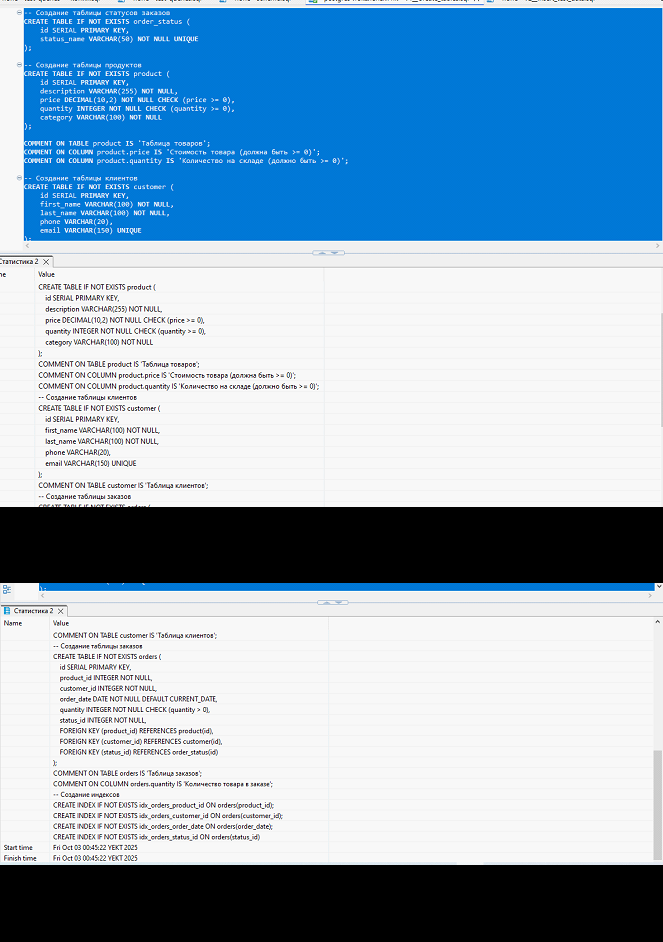 -- Создание таблицы статусов заказов
CREATE TABLE IF NOT EXISTS order_status (
id SERIAL PRIMARY KEY,
status_name VARCHAR(50) NOT NULL UNIQUE
);
-- Создание таблицы продуктов
CREATE TABLE IF NOT EXISTS product (
id SERIAL PRIMARY KEY,
description VARCHAR(255) NOT NULL,
price DECIMAL(10,2) NOT NULL CHECK (price >= 0),
quantity INTEGER NOT NULL CHECK (quantity >= 0),
category VARCHAR(100) NOT NULL
);
COMMENT ON TABLE product IS 'Таблица товаров';
COMMENT ON COLUMN product.price IS 'Стоимость товара (должна быть >= 0)';
COMMENT ON COLUMN product.quantity IS 'Количество на складе (должно быть >= 0)';
-- Создание таблицы клиентов
CREATE TABLE IF NOT EXISTS customer (
id SERIAL PRIMARY KEY,
first_name VARCHAR(100) NOT NULL,
last_name VARCHAR(100) NOT NULL,
phone VARCHAR(20),
email VARCHAR(150) UNIQUE
);
Статистика 2
me Value
CREATE TABLE IF NOT EXISTS product (
id SERIAL PRIMARY KEY,
description VARCHAR(255) NOT NULL,
price DECIMAL(10,2) NOT NULL CHECK (price >= 0),
quantity INTEGER NOT NULL CHECK (quantity >= 0),
category VARCHAR(100) NOT NULL
);
COMMENT ON TABLE product IS 'Таблица товаров';
COMMENT ON COLUMN product.price IS 'Стоимость товара (должна быть >= 0)';
COMMENT ON COLUMN product.quantity IS 'Количество на складе (должно быть >= 0)';
-- Создание таблицы клиентов
CREATE TABLE IF NOT EXISTS customer (
id SERIAL PRIMARY KEY,
first_name VARCHAR(100) NOT NULL,
last_name VARCHAR(100) NOT NULL,
phone VARCHAR(20),
email VARCHAR(150) UNIQUE
);
COMMENT ON TABLE customer IS 'Таблица клиентов';
-- Создание таблицы заказов
CREATE TABLE IF NOT EXISTS orders (
);
Статистика 2
Name Value
COMMENT ON TABLE customer IS 'Таблица клиентов';
-- Создание таблицы заказов
CREATE TABLE IF NOT EXISTS orders (
id SERIAL PRIMARY KEY,
product_id INTEGER NOT NULL,
customer_id INTEGER NOT NULL,
order_date DATE NOT NULL DEFAULT CURRENT_DATE,
quantity INTEGER NOT NULL CHECK (quantity > 0),
status_id INTEGER NOT NULL,
FOREIGN KEY (product_id) REFERENCES product(id),
FOREIGN KEY (customer_id) REFERENCES customer(id),
FOREIGN KEY (status_id) REFERENCES order_status(id)
);
COMMENT ON TABLE orders IS 'Таблица заказов';
COMMENT ON COLUMN orders.quantity IS 'Количество товара в заказе';
-- Создание индексов
CREATE INDEX IF NOT EXISTS idx_orders_product_id ON orders(product_id);
CREATE INDEX IF NOT EXISTS idx_orders_customer_id ON orders(customer_id);
CREATE INDEX IF NOT EXISTS idx_orders_order_date ON orders(order_date);
CREATE INDEX IF NOT EXISTS idx_orders_status_id ON orders(status_id)
Start time Fri Oct 03 00:45:22 YEKT 2025
Finish time Fri Oct 03 00:45:22 YEKT 2025